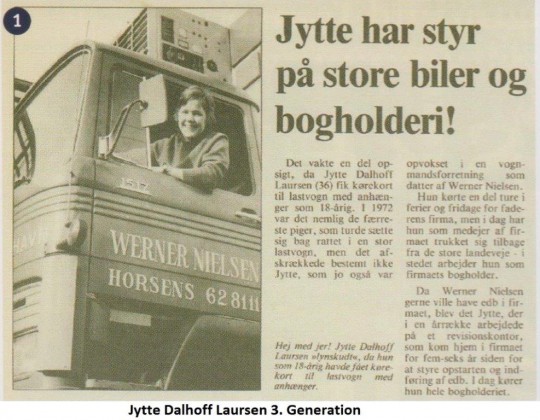 1
Jytte har styr
på store biler og
bogholderi!
1517
WERNER NIELSEN
HORSENS 628111
Det vakte en del op-
sigt, da Jytte Dalhoff
Laursen (36) fik kørekort
til lastvogn med anhæn-
ger som 18-årig. I 1972
var det nemlig de færre-
ste piger, som turde sætte
sig bag rattet i en stor
lastvogn, men det af-
skrækkede bestemt ikke
Jytte, som jo også var
Hej med jer! Jytte Dalhoff
Laursen »lynskudt«, da hun
som 18-årig havde fået køre-
kort til lastvogn med
anhænger.
opvokset i en vogn-
mandsforretning som
datter af Werner Nielsen.
Hun kørte en del ture i
ferier og fridage for fade-
rens firma, men i dag har
hun som medejer af fir-
maet trukket sig tilbage
fra de store landeveje - i
stedet arbejder hun som
firmaets bogholder.
Da Werner Nielsen
gerne ville have edb i fir-
maet, blev det Jytte, der
i en årrække arbejdede
på et revisionskontor,
som kom hjem i firmaet
for fem-seks år siden for
at styre opstarten og ind-
føring af edb. I dag kører
hun hele bogholderiet.
Jytte Dalhoff Laursen 3. Generation